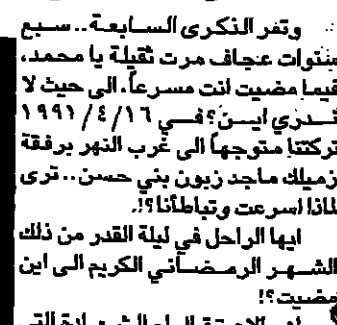 وتمر الذكرى السابعة.. سبع
سنوات عجاف مرت ثقيلة يا محمد،
فيما مضيت انت مسرعاً، الى حيث لا
ندري اين؟ ففي ١٦/ ٤/ ١٩٩١
تركتنا متوجهاً الى غرب النهر برفقة
زميلك ماجد زبون بني حسن.. ترى
لماذا اسرعت وتباطأنا؟!.
ايها الراحل في ليلة القدر من ذلك
الشهر الرمضاني الكريم الى اين
مضيت؟!